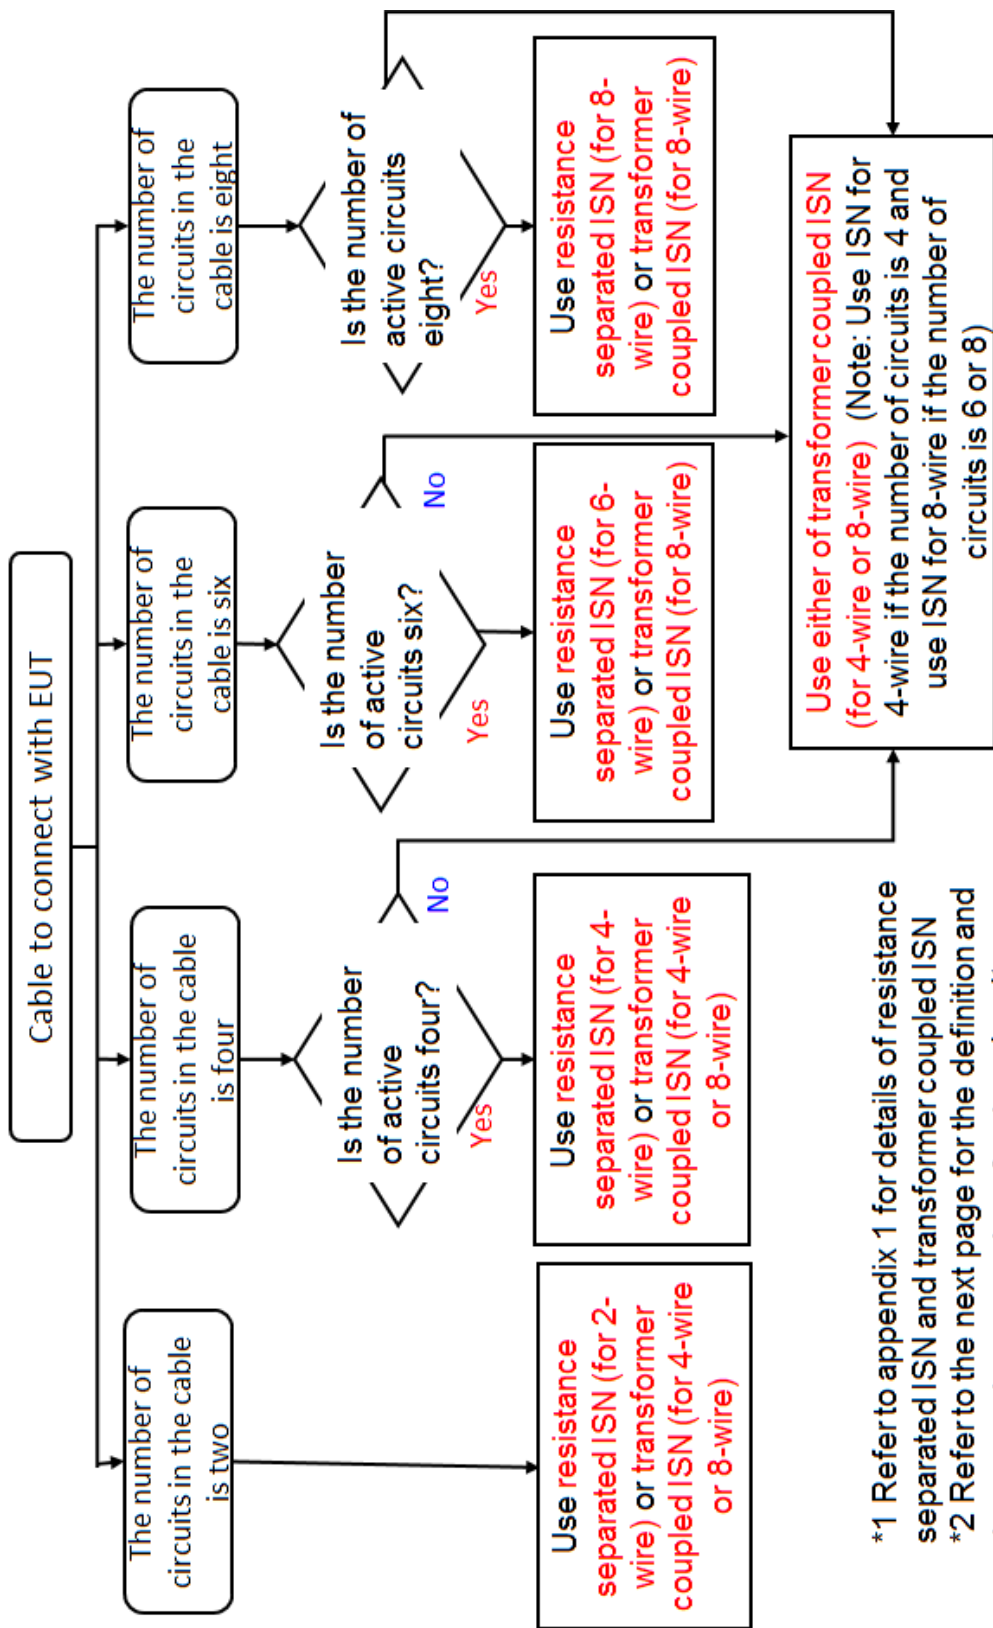 Cable to connect with EUT
The number of
circuits in the cable
is two
The number of
circuits in the cable
is four
The number of
circuits in the
cable is six
The number of
circuits in the
cable is eight
Is the number
of active
circuits four?
Yes
No
Is the number
of active
circuits six?
Yes
No
Is the number of
active circuits
eight?
Yes
Use resistance
separated ISN (for 2-
wire) or transformer
coupled ISN (for 4-wire
or 8-wire)
Use resistance
separated ISN (for 4-
wire) or transformer
coupled ISN (for 4-wire
or 8-wire)
Use resistance
separated ISN (for 6-
wire) or transformer
coupled ISN (for 8-wire)
Use resistance
separated ISN (for 8-
wire) or transformer
coupled ISN (for 8-wire)
Use either of transformer coupled ISN
(for 4-wire or 8-wire) (Note: Use ISN for
4-wire if the number of circuits is 4 and
use ISN for 8-wire if the number of
circuits is 6 or 8)
*1 Refer to appendix 1 for details of resistance
separated ISN and transformer coupled ISN
*2 Refer to the next page for the definition and